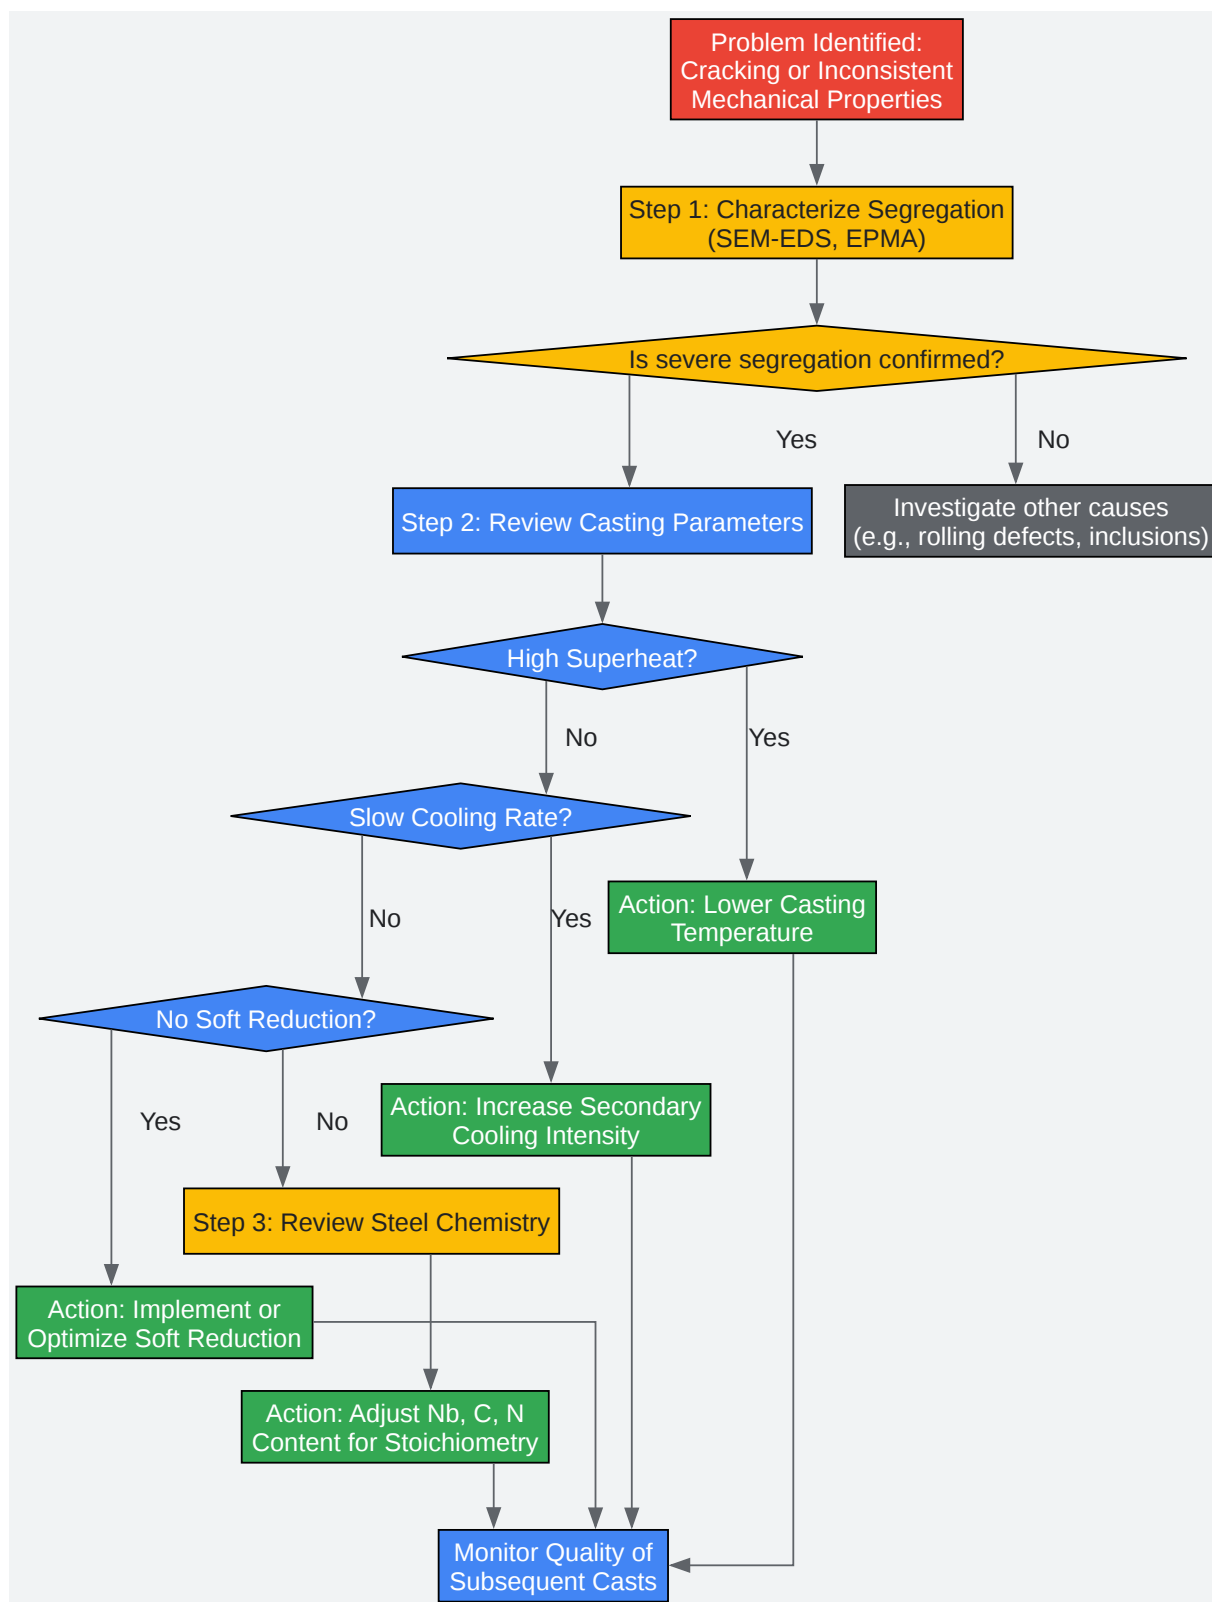 Problem Identified:
Cracking or Inconsistent
Mechanical Properties
Step 1: Characterize Segregation
(SEM-EDS, EPMA)
Is severe segregation confirmed?
Yes
No
Step 2: Review Casting Parameters
Investigate other causes
(e.g., rolling defects, inclusions)
High Superheat?
No
Yes
Slow Cooling Rate?
No
Yes
Action: Lower Casting
Temperature
No Soft Reduction?
Yes
No
Action: Increase Secondary
Cooling Intensity
Step 3: Review Steel Chemistry
Action: Implement or
Optimize Soft Reduction
Action: Adjust Nb, C, N
Content for Stoichiometry
Monitor Quality of
Subsequent Casts